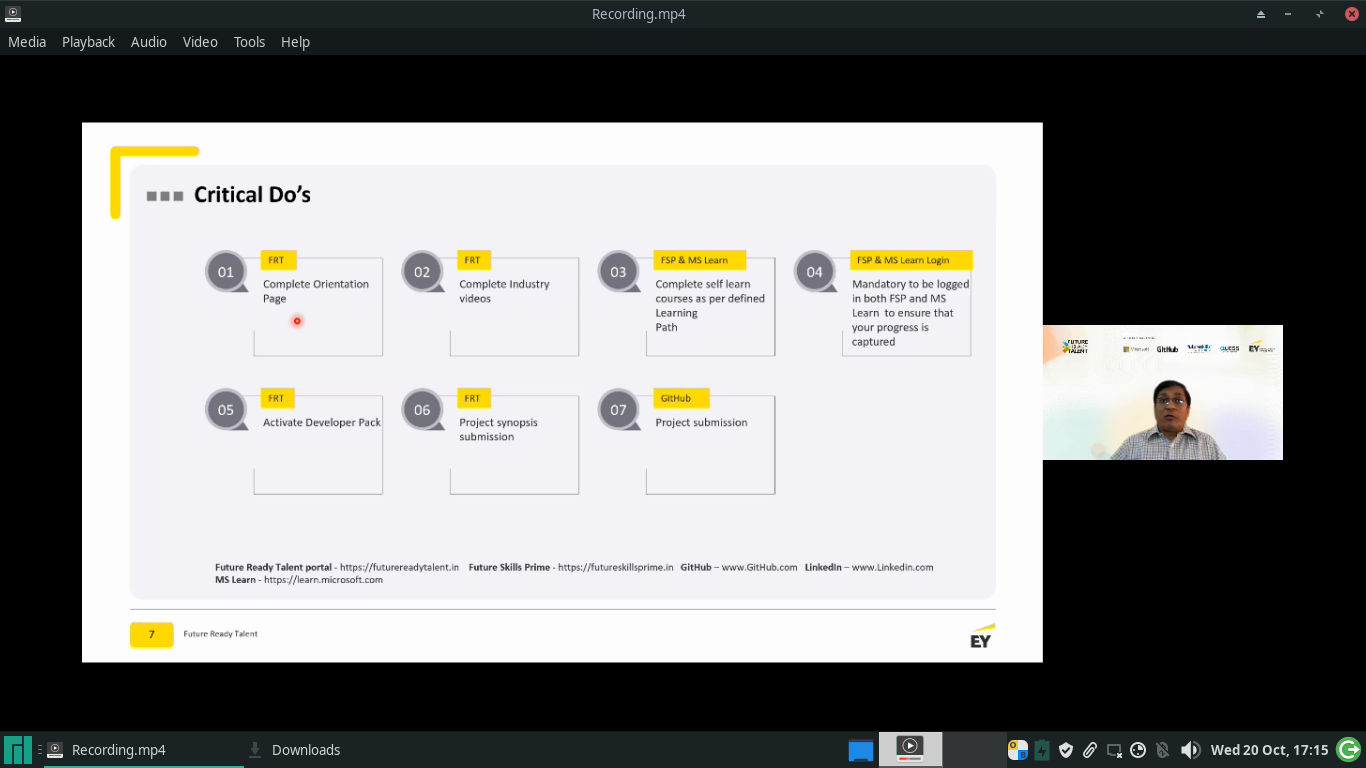 Recording.mp4
Media Playback Audio Video Tools Help
Critical Do's
01 FRT
Complete Orientation
Page
02 FRT
Complete Industry
videos
03 FSP & MS Learn
Complete self learn
courses as per defined
Learning
Path
04 FSP & MS Learn Login
Mandatory to be logged
in both FSP and MS
Learn to ensure that
your progress is
captured
05 FRT
Activate Developer Pack
06 FRT
Project synopsis
submission
07 GitHub
Project submission
Future Ready Talent portal - https://futurereadytalent.in Future Skills Prime - https://futureskillsprime.in GitHub – www.GitHub.com LinkedIn – www.Linkedin.com
MS Learn - https://learn.microsoft.com
7 Future Ready Talent
EY
FUTURE
READY
TALENT
Microsoft GitHub QUESS EY
Recording.mp4 Downloads Wed 20 Oct, 17:15